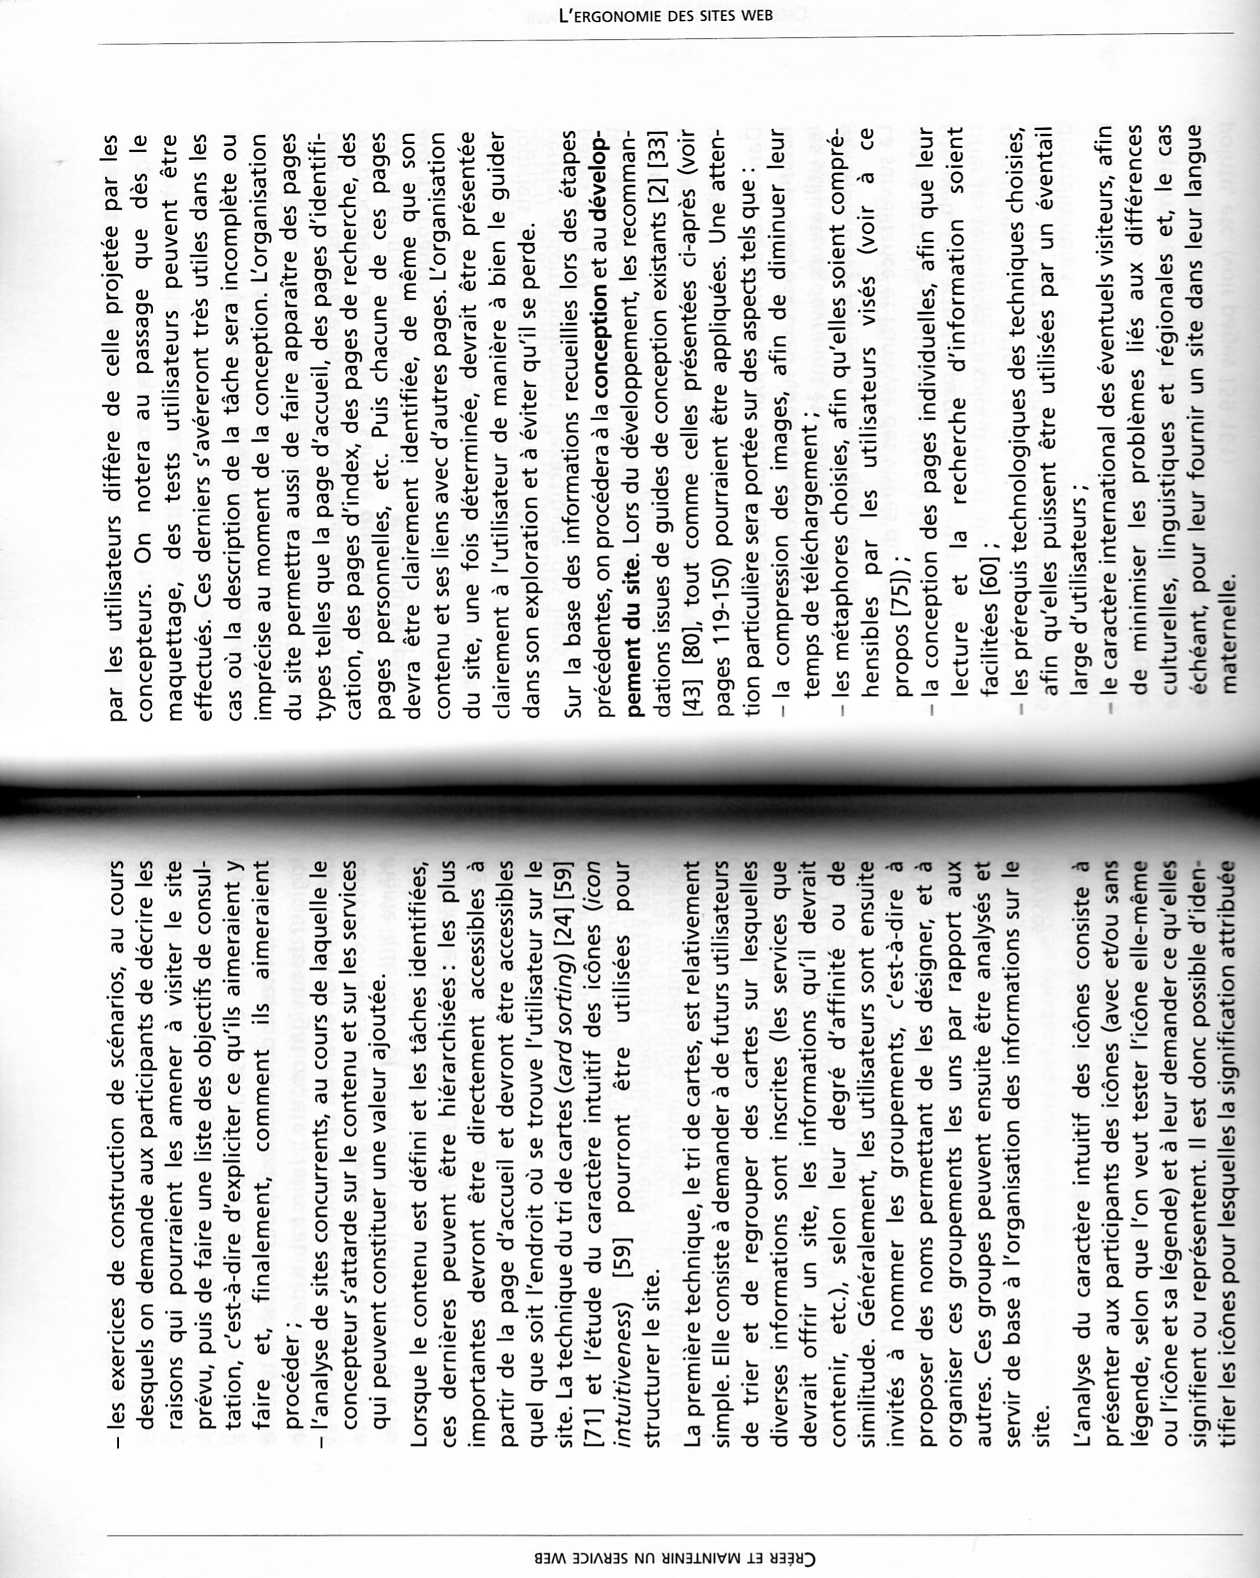 CRÉER ET MAINTENIR UN SERVICE WEB
– les exercices de construction de scénarios, au cours
desquels on demande aux participants de décrire les
raisons qui pourraient les amener à visiter le site
prévu, puis de faire une liste des objectifs de consul-
tation, c'est-à-dire d'expliciter ce qu'ils aimeraient y
faire et, finalement, comment ils aimeraient
procéder ;
– l'analyse de sites concurrents, au cours de laquelle le
concepteur s'attarde sur le contenu et sur les services
qui peuvent constituer une valeur ajoutée.
Lorsque le contenu est défini et les tâches identifiées,
ces dernières peuvent être hiérarchisées : les plus
importantes devront être directement accessibles à
partir de la page d'accueil et devront être accessibles
quel que soit l'endroit où se trouve l'utilisateur sur le
site. La technique du tri de cartes (card sorting) [24] [59]
[71] et l'étude du caractère intuitif des icônes (icon
intuitiveness) [59] pourront être utilisées pour
structurer le site.
La première technique, le tri de cartes, est relativement
simple. Elle consiste à demander à de futurs utilisateurs
de trier et de regrouper des cartes sur lesquelles
diverses informations sont inscrites (les services que
devrait offrir un site, les informations qu'il devrait
contenir, etc.), selon leur degré d'affinité ou de
similitude. Généralement, les utilisateurs sont ensuite
invités à nommer les groupements, c'est-à-dire à
proposer des noms permettant de les désigner, et à
organiser ces groupements les uns par rapport aux
autres. Ces groupes peuvent ensuite être analysés et
servir de base à l'organisation des informations sur le
site.
L'analyse du caractère intuitif des icônes consiste à
présenter aux participants des icônes (avec et/ou sans
légende, selon que l'on veut tester l'icône elle-même
ou l'icône et sa légende) et à leur demander ce qu'elles
signifient ou représentent. Il est donc possible d'iden-
tifier les icônes pour lesquelles la signification attribuée
L'ERGONOMIE DES SITES WEB
par les utilisateurs diffère de celle projetée par les
concepteurs. On notera au passage que dès le
maquettage, des tests utilisateurs peuvent être
effectués. Ces derniers s'avéreront très utiles dans les
cas où la description de la tâche sera incomplète ou
imprécise au moment de la conception. L'organisation
du site permettra aussi de faire apparaître des pages
types telles que la page d'accueil, des pages d'identifi-
cation, des pages d'index, des pages de recherche, des
pages personnelles, etc. Puis chacune de ces pages
devra être clairement identifiée, de même que son
contenu et ses liens avec d'autres pages. L'organisation
du site, une fois déterminée, devrait être présentée
clairement à l'utilisateur de manière à bien le guider
dans son exploration et à éviter qu'il se perde.
Sur la base des informations recueillies lors des étapes
précédentes, on procédera à la conception et au dévelop-
pement du site. Lors du développement, les recomman-
dations issues de guides de conception existants [2] [33]
[43] [80], tout comme celles présentées ci-après (voir
pages 119-150) pourraient être appliquées. Une atten-
tion particulière sera portée sur des aspects tels que :
– la compression des images, afin de diminuer leur
temps de téléchargement ;
– les métaphores choisies, afin qu'elles soient compré-
hensibles par les utilisateurs visés (voir à ce
propos [75]) ;
– la conception des pages individuelles, afin que leur
lecture et la recherche d'information soient
facilitées [60] ;
– les prérequis technologiques des techniques choisies,
afin qu'elles puissent être utilisées par un éventail
large d'utilisateurs ;
– le caractère international des éventuels visiteurs, afin
de minimiser les problèmes liés aux différences
culturelles, linguistiques et régionales et, le cas
échéant, pour leur fournir un site dans leur langue
maternelle.